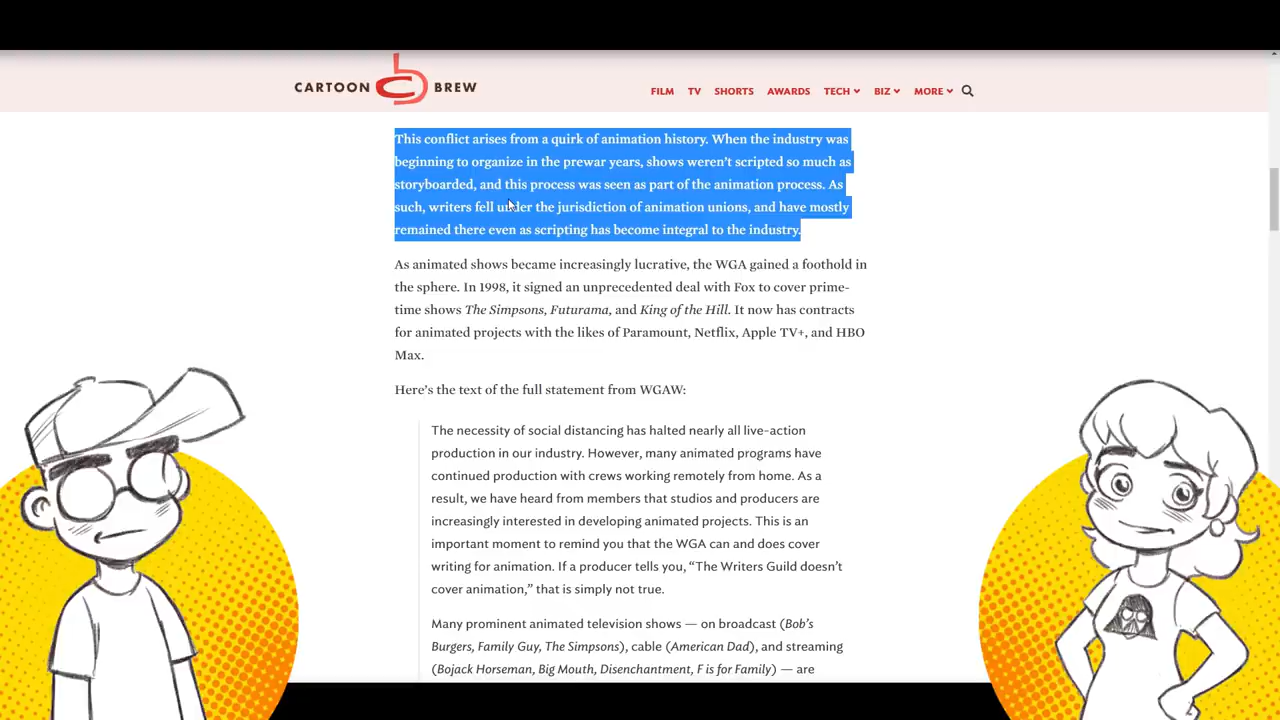 CARTOON BREW
FILM TV SHORTS AWARDS TECH BIZ MORE
This conflict arises from a quirk of animation history. When the industry was
beginning to organize in the prewar years, shows weren't scripted so much as
storyboarded, and this process was seen as part of the animation process. As
such, writers fell under the jurisdiction of animation unions, and have mostly
remained there even as scripting has become integral to the industry.
As animated shows became increasingly lucrative, the WGA gained a foothold in
the sphere. In 1998, it signed an unprecedented deal with Fox to cover prime-
time shows The Simpsons, Futurama, and King of the Hill. It now has contracts
for animated projects with the likes of Paramount, Netflix, Apple TV+, and HBO
Max.
Here's the text of the full statement from WGAW:
The necessity of social distancing has halted nearly all live-action
production in our industry. However, many animated programs have
continued production with crews working remotely from home. As a
result, we have heard from members that studios and producers are
increasingly interested in developing animated projects. This is an
important moment to remind you that the WGA can and does cover
writing for animation. If a producer tells you, “The Writers Guild doesn't
cover animation,” that is simply not true.
Many prominent animated television shows — on broadcast (Bob's
Burgers, Family Guy, The Simpsons), cable (American Dad), and streaming
(Bojack Horseman, Big Mouth, Disenchantment, F is for Family) — are